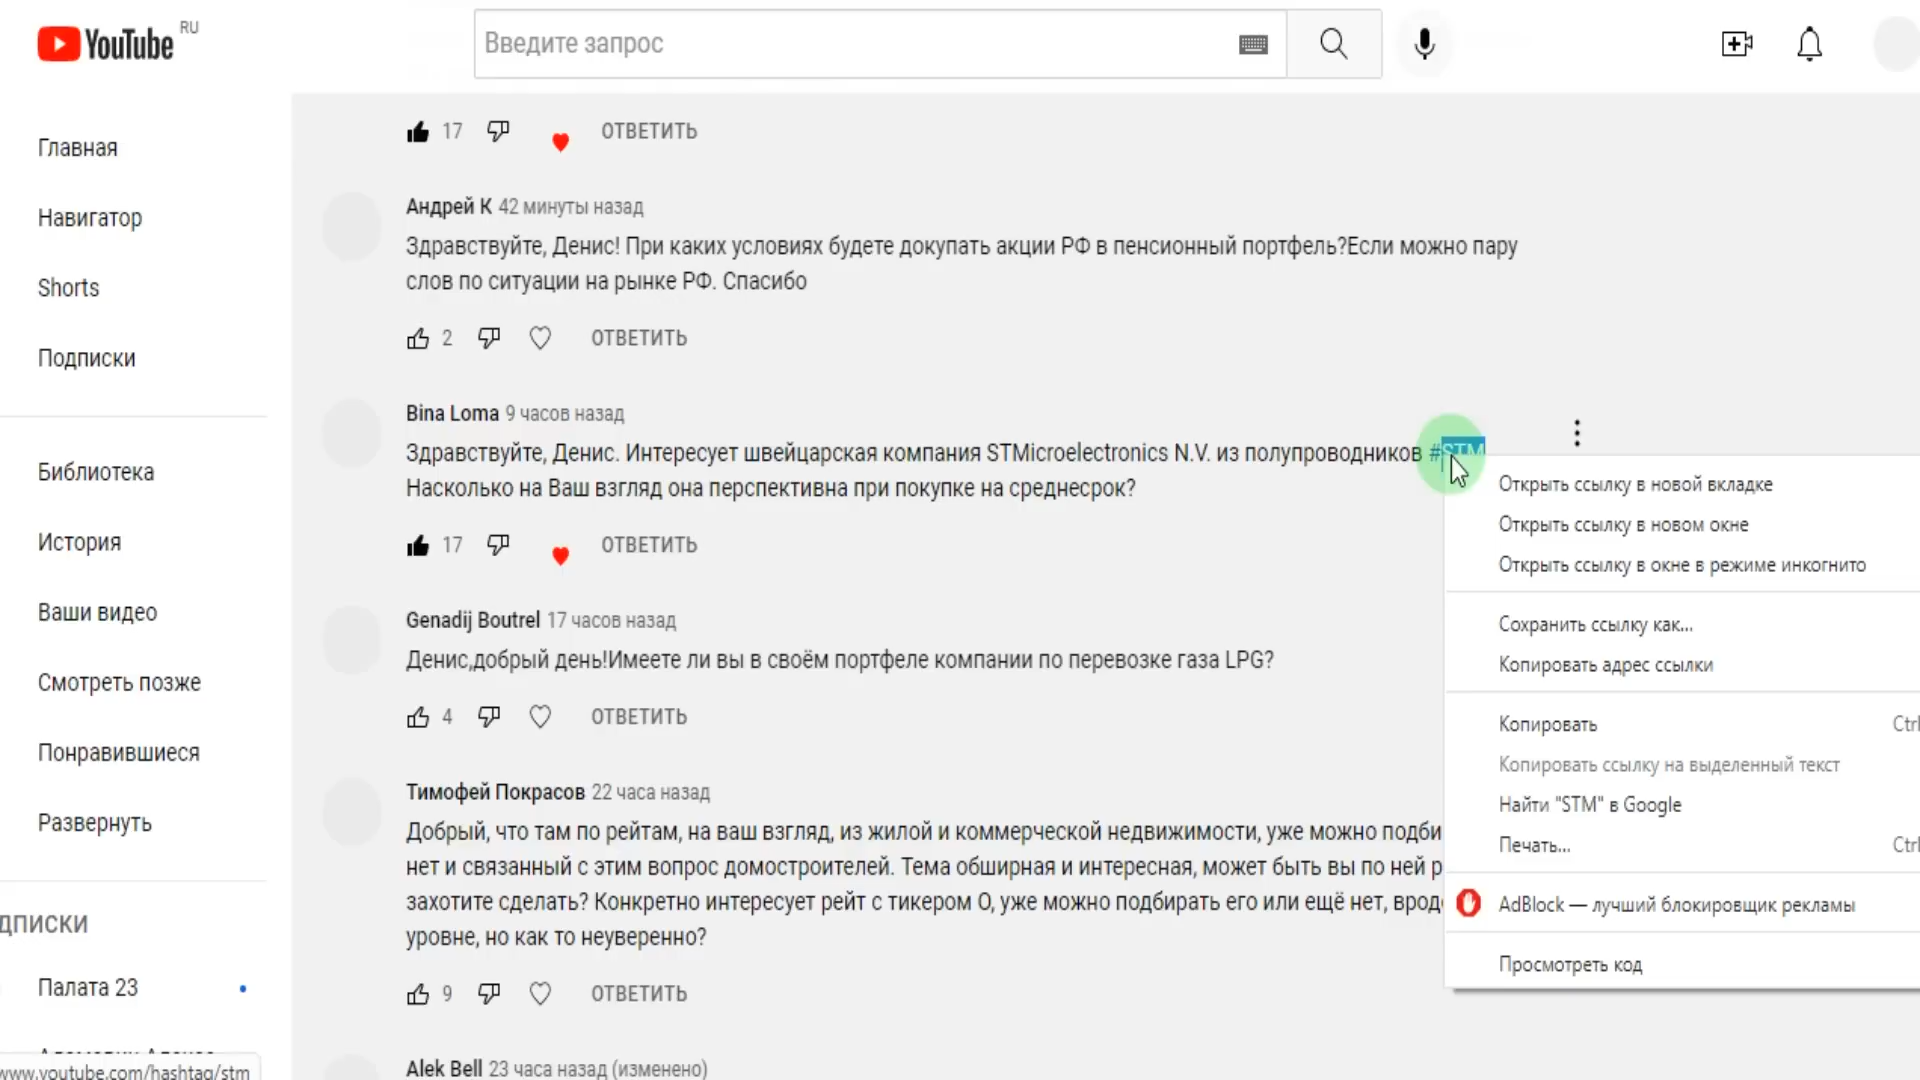 YouTube RU
Введите запрос
Главная
Навигатор
Shorts
Подписки
Библиотека
История
Ваши видео
Смотреть позже
Понравившиеся
Развернуть
ДПИСКИ
Палата 23
www.youtube.com/hashtag/stm
17 ОТВЕТИТЬ
Андрей К 42 минуты назад
Здравствуйте, Денис! При каких условиях будете докупать акции РФ в пенсионный портфель?Если можно пару
слов по ситуации на рынке РФ. Спасибо
2 ОТВЕТИТЬ
Bina Loma 9 часов назад
Здравствуйте, Денис. Интересует швейцарская компания STMicroelectronics N.V. из полупроводников #STM
Насколько на Ваш взгляд она перспективна при покупке на среднесрок?
17 ОТВЕТИТЬ
Genadij Boutrel 17 часов назад
Денис,добрый день!Имеете ли вы в своём портфеле компании по перевозке газа LPG?
4 ОТВЕТИТЬ
Тимофей Покрасов 22 часа назад
Добрый, что там по рейтам, на ваш взгляд, из жилой и коммерческой недвижимости, уже можно подби
нет и связанный с этим вопрос домостроителей. Тема обширная и интересная, может быть вы по ней р
захотите сделать? Конкретно интересует рейт с тикером O, уже можно подбирать его или ещё нет, врод
уровне, но как то неуверенно?
9 ОТВЕТИТЬ
Alek Bell 23 часа назад (изменено)
Открыть ссылку в новой вкладке
Открыть ссылку в новом окне
Открыть ссылку в окне в режиме инкогнито
Сохранить ссылку как...
Копировать адрес ссылки
Копировать Ctrl
Копировать ссылку на выделенный текст
Найти "STM" в Google
Печать... Ctrl
AdBlock — лучший блокировщик рекламы
Просмотреть код